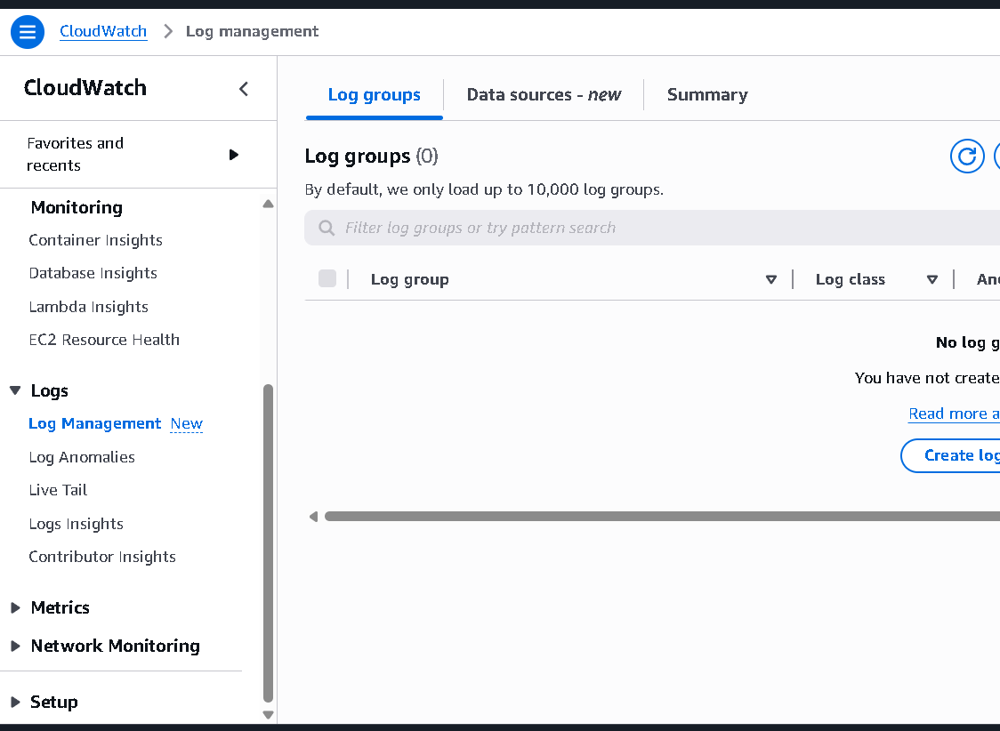 CloudWatch > Log management
CloudWatch
Favorites and
recents
Monitoring
Container Insights
Database Insights
Lambda Insights
EC2 Resource Health
Logs
Log Management New
Log Anomalies
Live Tail
Logs Insights
Contributor Insights
Metrics
Network Monitoring
Setup
Log groups
Data sources - new
Summary
Log groups (0)
By default, we only load up to 10,000 log groups.
Filter log groups or try pattern search
Log group
Log class
No log
You have not create
Read more
Create log